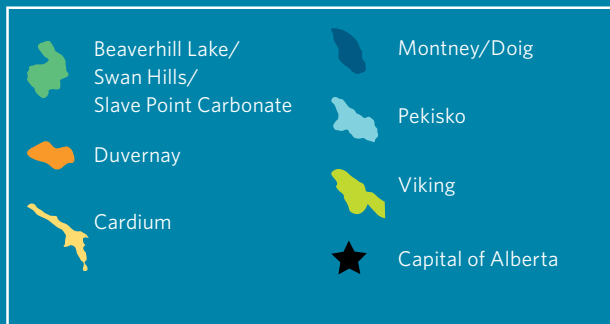 Beaverhill Lake/
Swan Hills/
Slave Point Carbonate
Duvernay
Cardium
Montney/Doig
Pekisko
Viking
Capital of Alberta